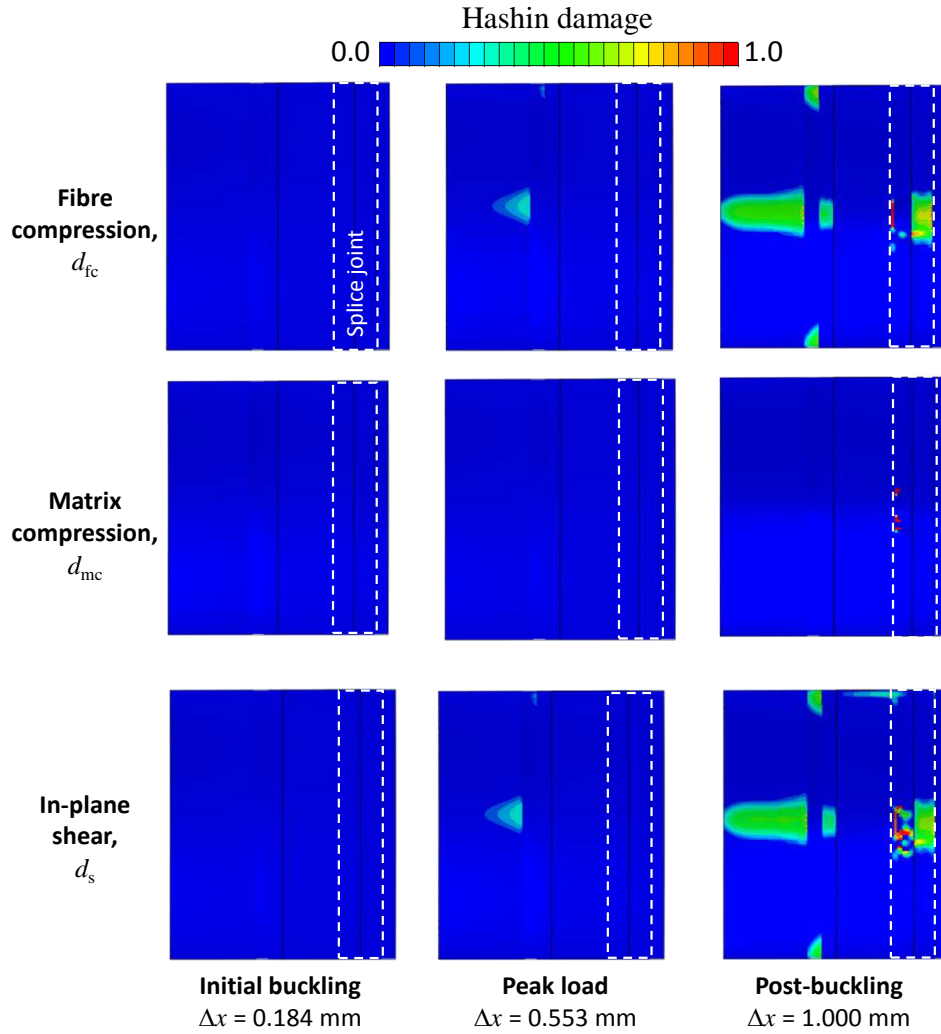 Hashin damage
0.0
1.0
Fibre
compression,
dfc
Splice joint
Matrix
compression,
dmc
In-plane
shear,
ds
Initial buckling
Δx = 0.184 mm
Peak load
Δx = 0.553 mm
Post-buckling
Δx = 1.000 mm